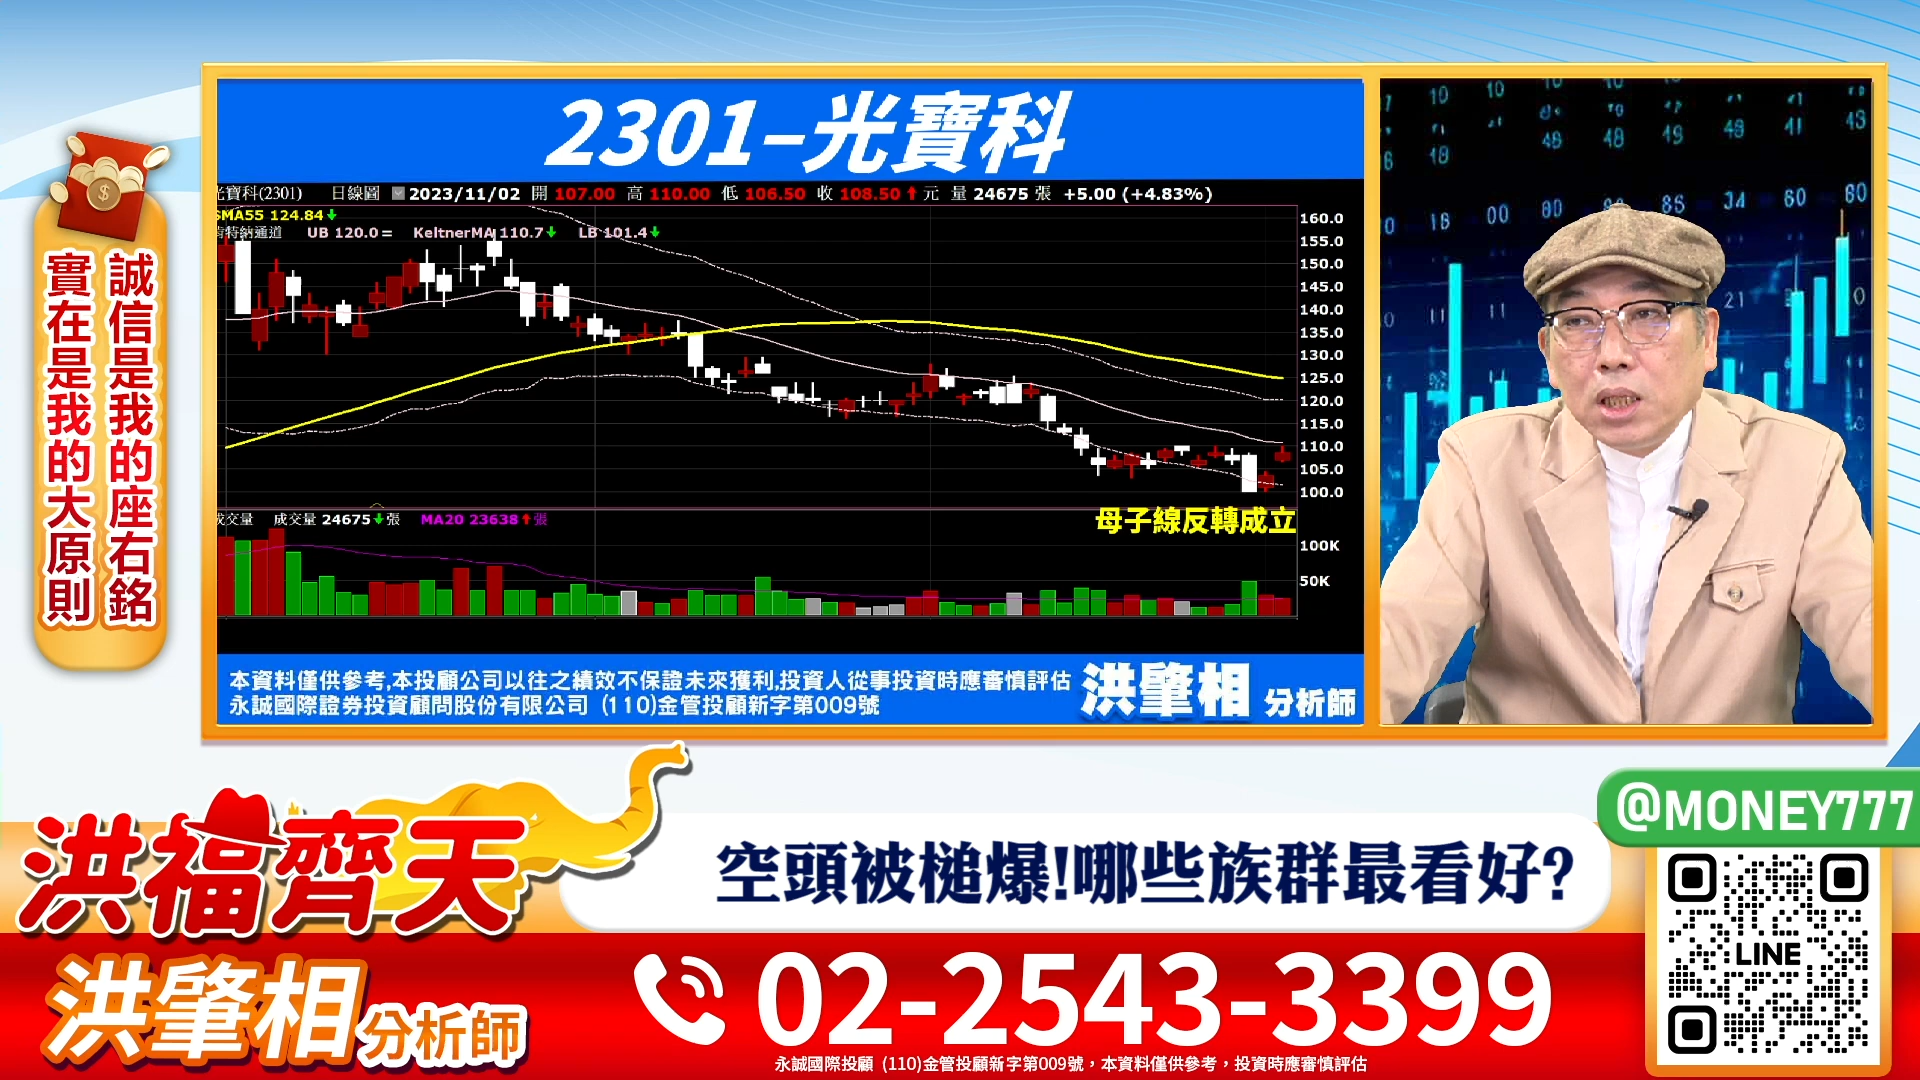 誠信是我的座右銘
實在是我的大原則
2301-光寶科
光寶科(2301) 日線圖 2023/11/02 開 107.00 高 110.00 低 106.50 收 108.50 ↑ 元 量 24675 張 +5.00 (+4.83%)
SMA55 124.84↓
肯特納通道 UB 120.0= KeltnerMA 110.7↓ LB 101.4↓
160.0
155.0
150.0
145.0
140.0
135.0
130.0
125.0
120.0
115.0
110.0
105.0
100.0
母子線反轉成立
成交量 成交量 24675↓張 MA20 23638↑張
100K
50K
本資料僅供參考,本投顧公司以往之績效不保證未來獲利,投資人從事投資時應審慎評估
永誠國際證券投資顧問股份有限公司 (110)金管投顧新字第009號
洪肇相 分析師
洪福齊天
洪肇相分析師
空頭被槌爆!哪些族群最看好?
@MONEY777
LINE
02-2543-3399
永誠國際投顧 (110)金管投顧新字第009號，本資料僅供參考，投資時應審慎評估